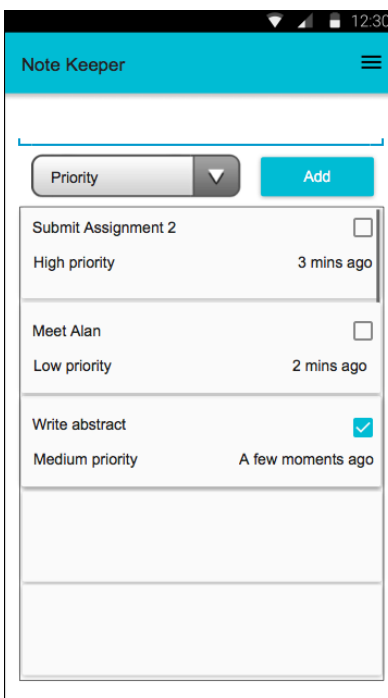 12:30
Note Keeper
Priority
Add
Submit Assignment 2
High priority
3 mins ago
Meet Alan
Low priority
2 mins ago
Write abstract
Medium priority
A few moments ago